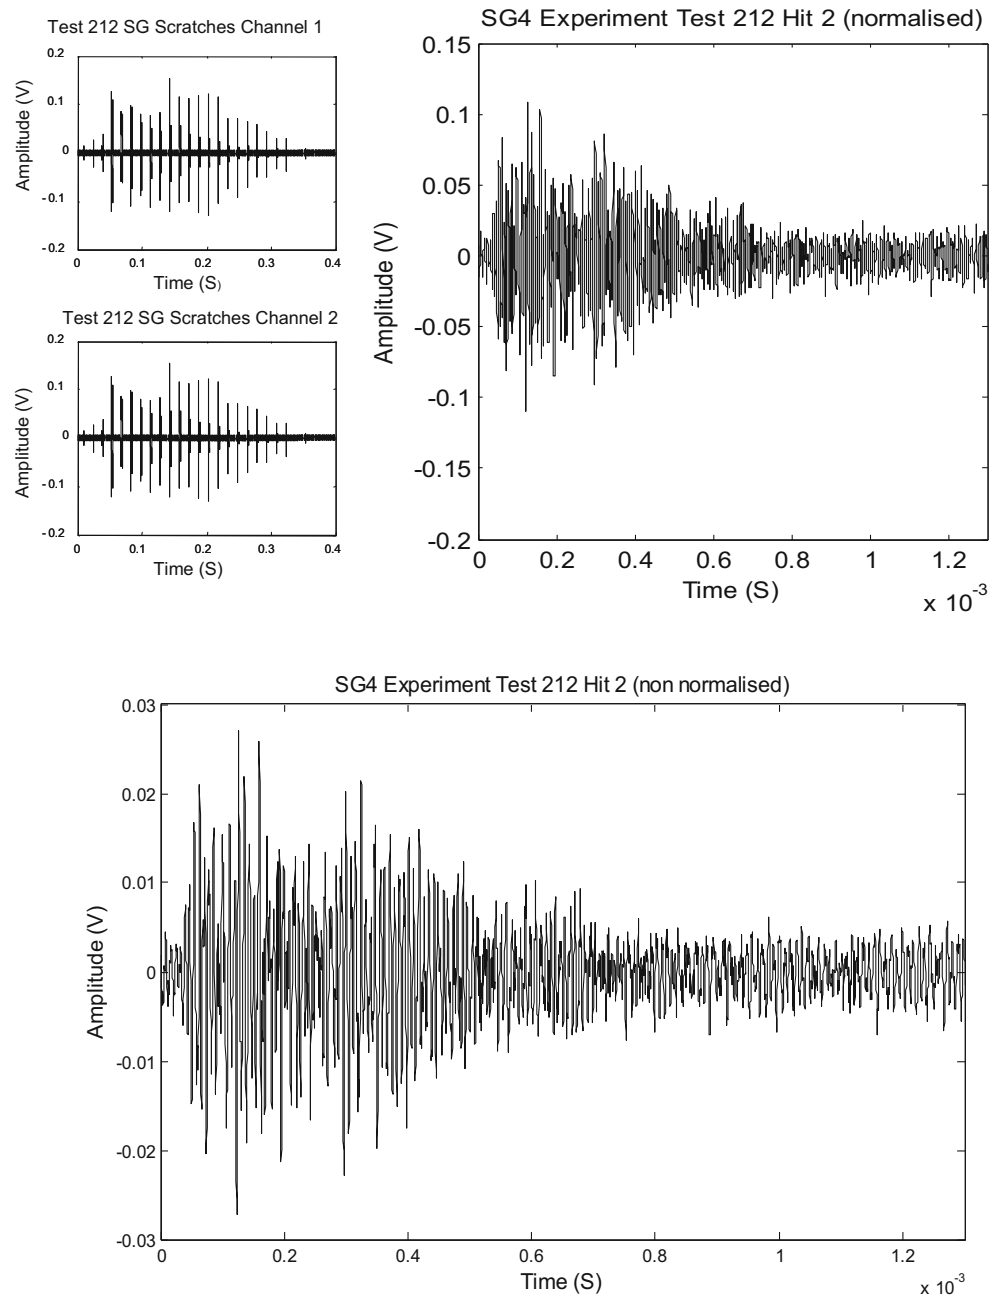 Test 212 SG Scratches Channel 1
0.2
0.1
0
-0.1
-0.2
Amplitude (V)
0 0.1 0.2 0.3 0.4
Time (S)
Test 212 SG Scratches Channel 2
0.2
0.1
0
-0.1
-0.2
Amplitude (V)
0 0.1 0.2 0.3 0.4
Time (S)
SG4 Experiment Test 212 Hit 2 (normalised)
0.15
0.1
0.05
0
-0.05
-0.1
-0.15
-0.2
Amplitude (V)
0 0.2 0.4 0.6 0.8 1 1.2
Time (S)
x 10-3
SG4 Experiment Test 212 Hit 2 (non normalised)
0.03
0.02
0.01
0
-0.01
-0.02
-0.03
Amplitude (V)
0 0.2 0.4 0.6 0.8 1 1.2
Time (S)
x 10-3